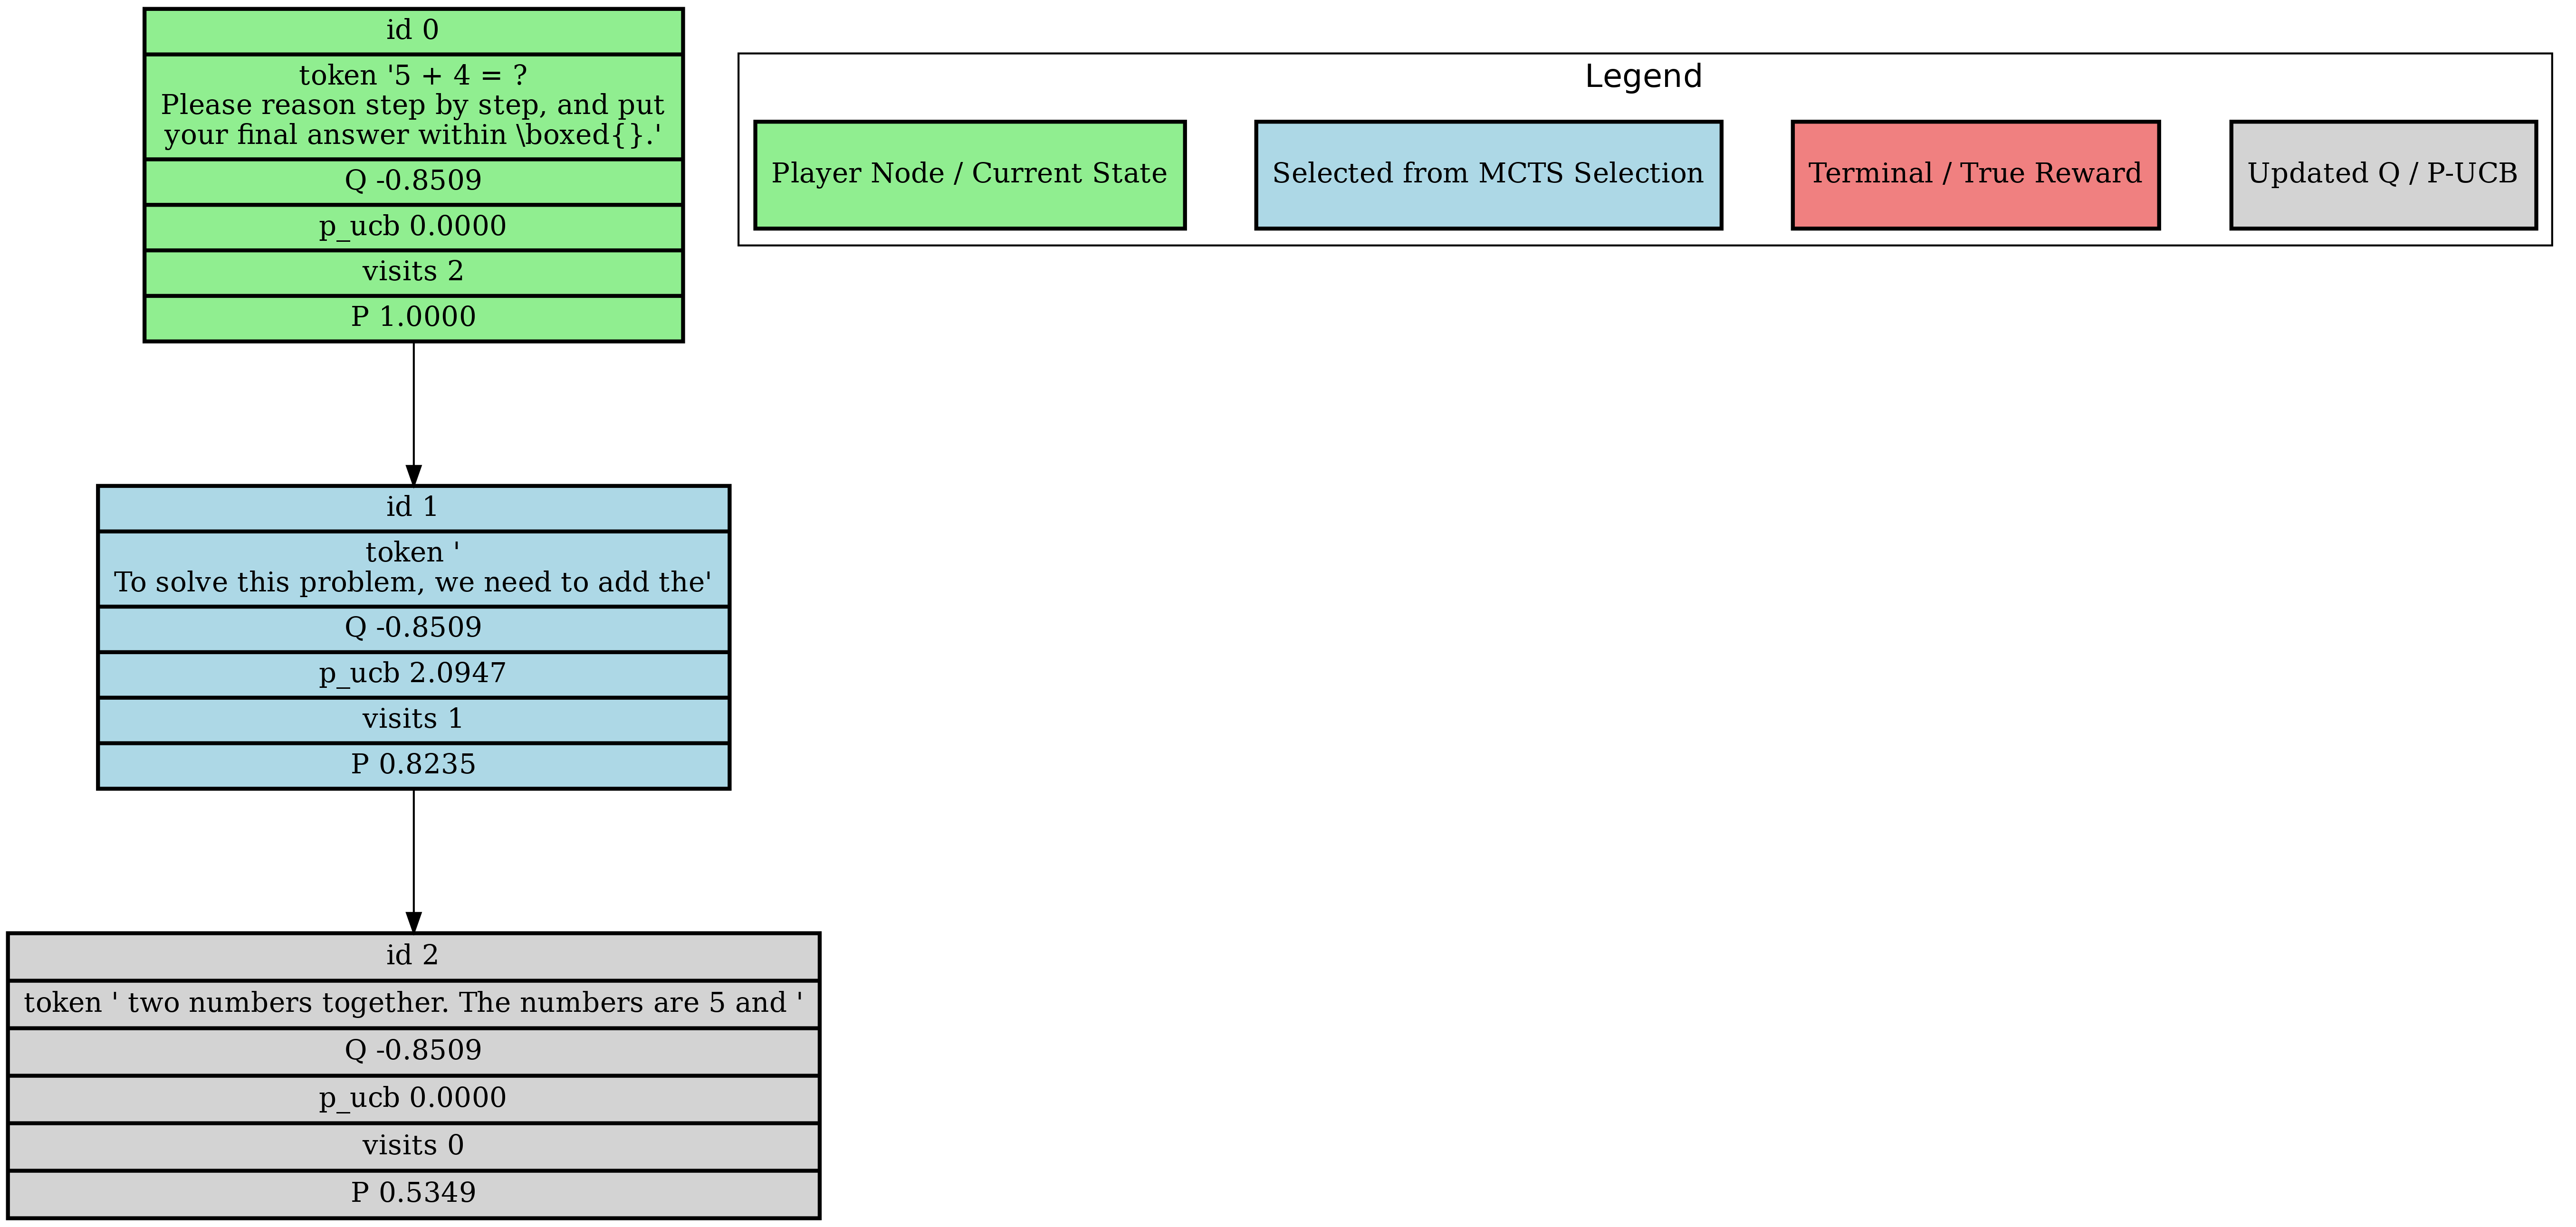 id 0
token '5 + 4 = ?
Please reason step by step, and put
your final answer within \boxed{}.'
Q -0.8509
p_ucb 0.0000
visits 2
P 1.0000
Legend
Player Node / Current State
Selected from MCTS Selection
Terminal / True Reward
Updated Q / P-UCB
id 1
token '
To solve this problem, we need to add the'
Q -0.8509
p_ucb 2.0947
visits 1
P 0.8235
id 2
token ' two numbers together. The numbers are 5 and '
Q -0.8509
p_ucb 0.0000
visits 0
P 0.5349